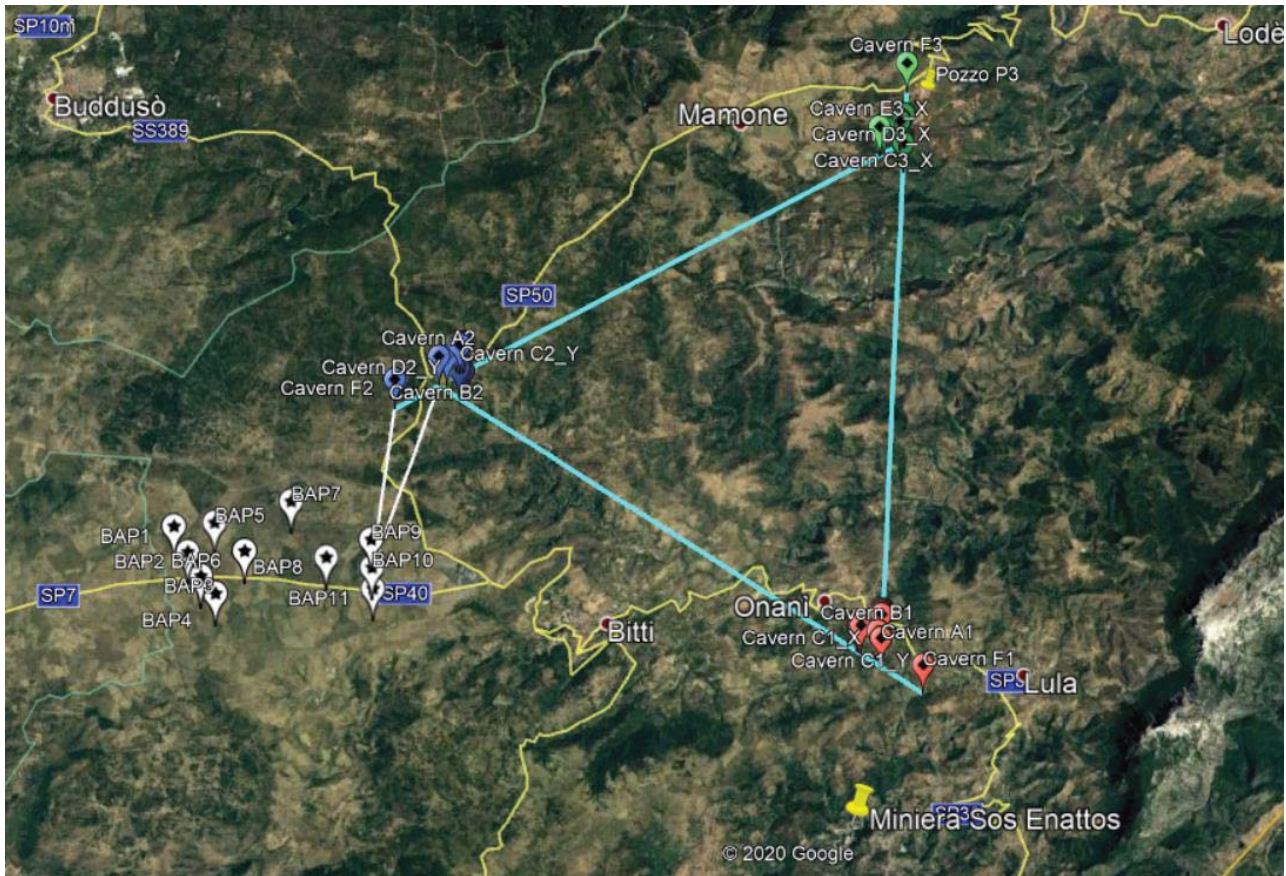 SP10m
Lodè
Cavern F3
Pozzo P3
Buddusò
Mamone
Cavern E3_X
SS389
Cavern D3_X
Cavern C3_X
SP50
Cavern A2
Cavern C2_Y
Cavern D2_
Cavern F2
Cavern B2
BAP7
BAP5
BAP1
BAP9
BAP2
BAP6
BAP8
BAP10
BAP3
SP7
BAP11
SP40
BAP4
Onanì
Bitti
Cavern B1
Cavern C1_X
Cavern A1
Cavern C1_Y
Cavern F1
Lula
Miniera Sos Enattos
© 2020 Google